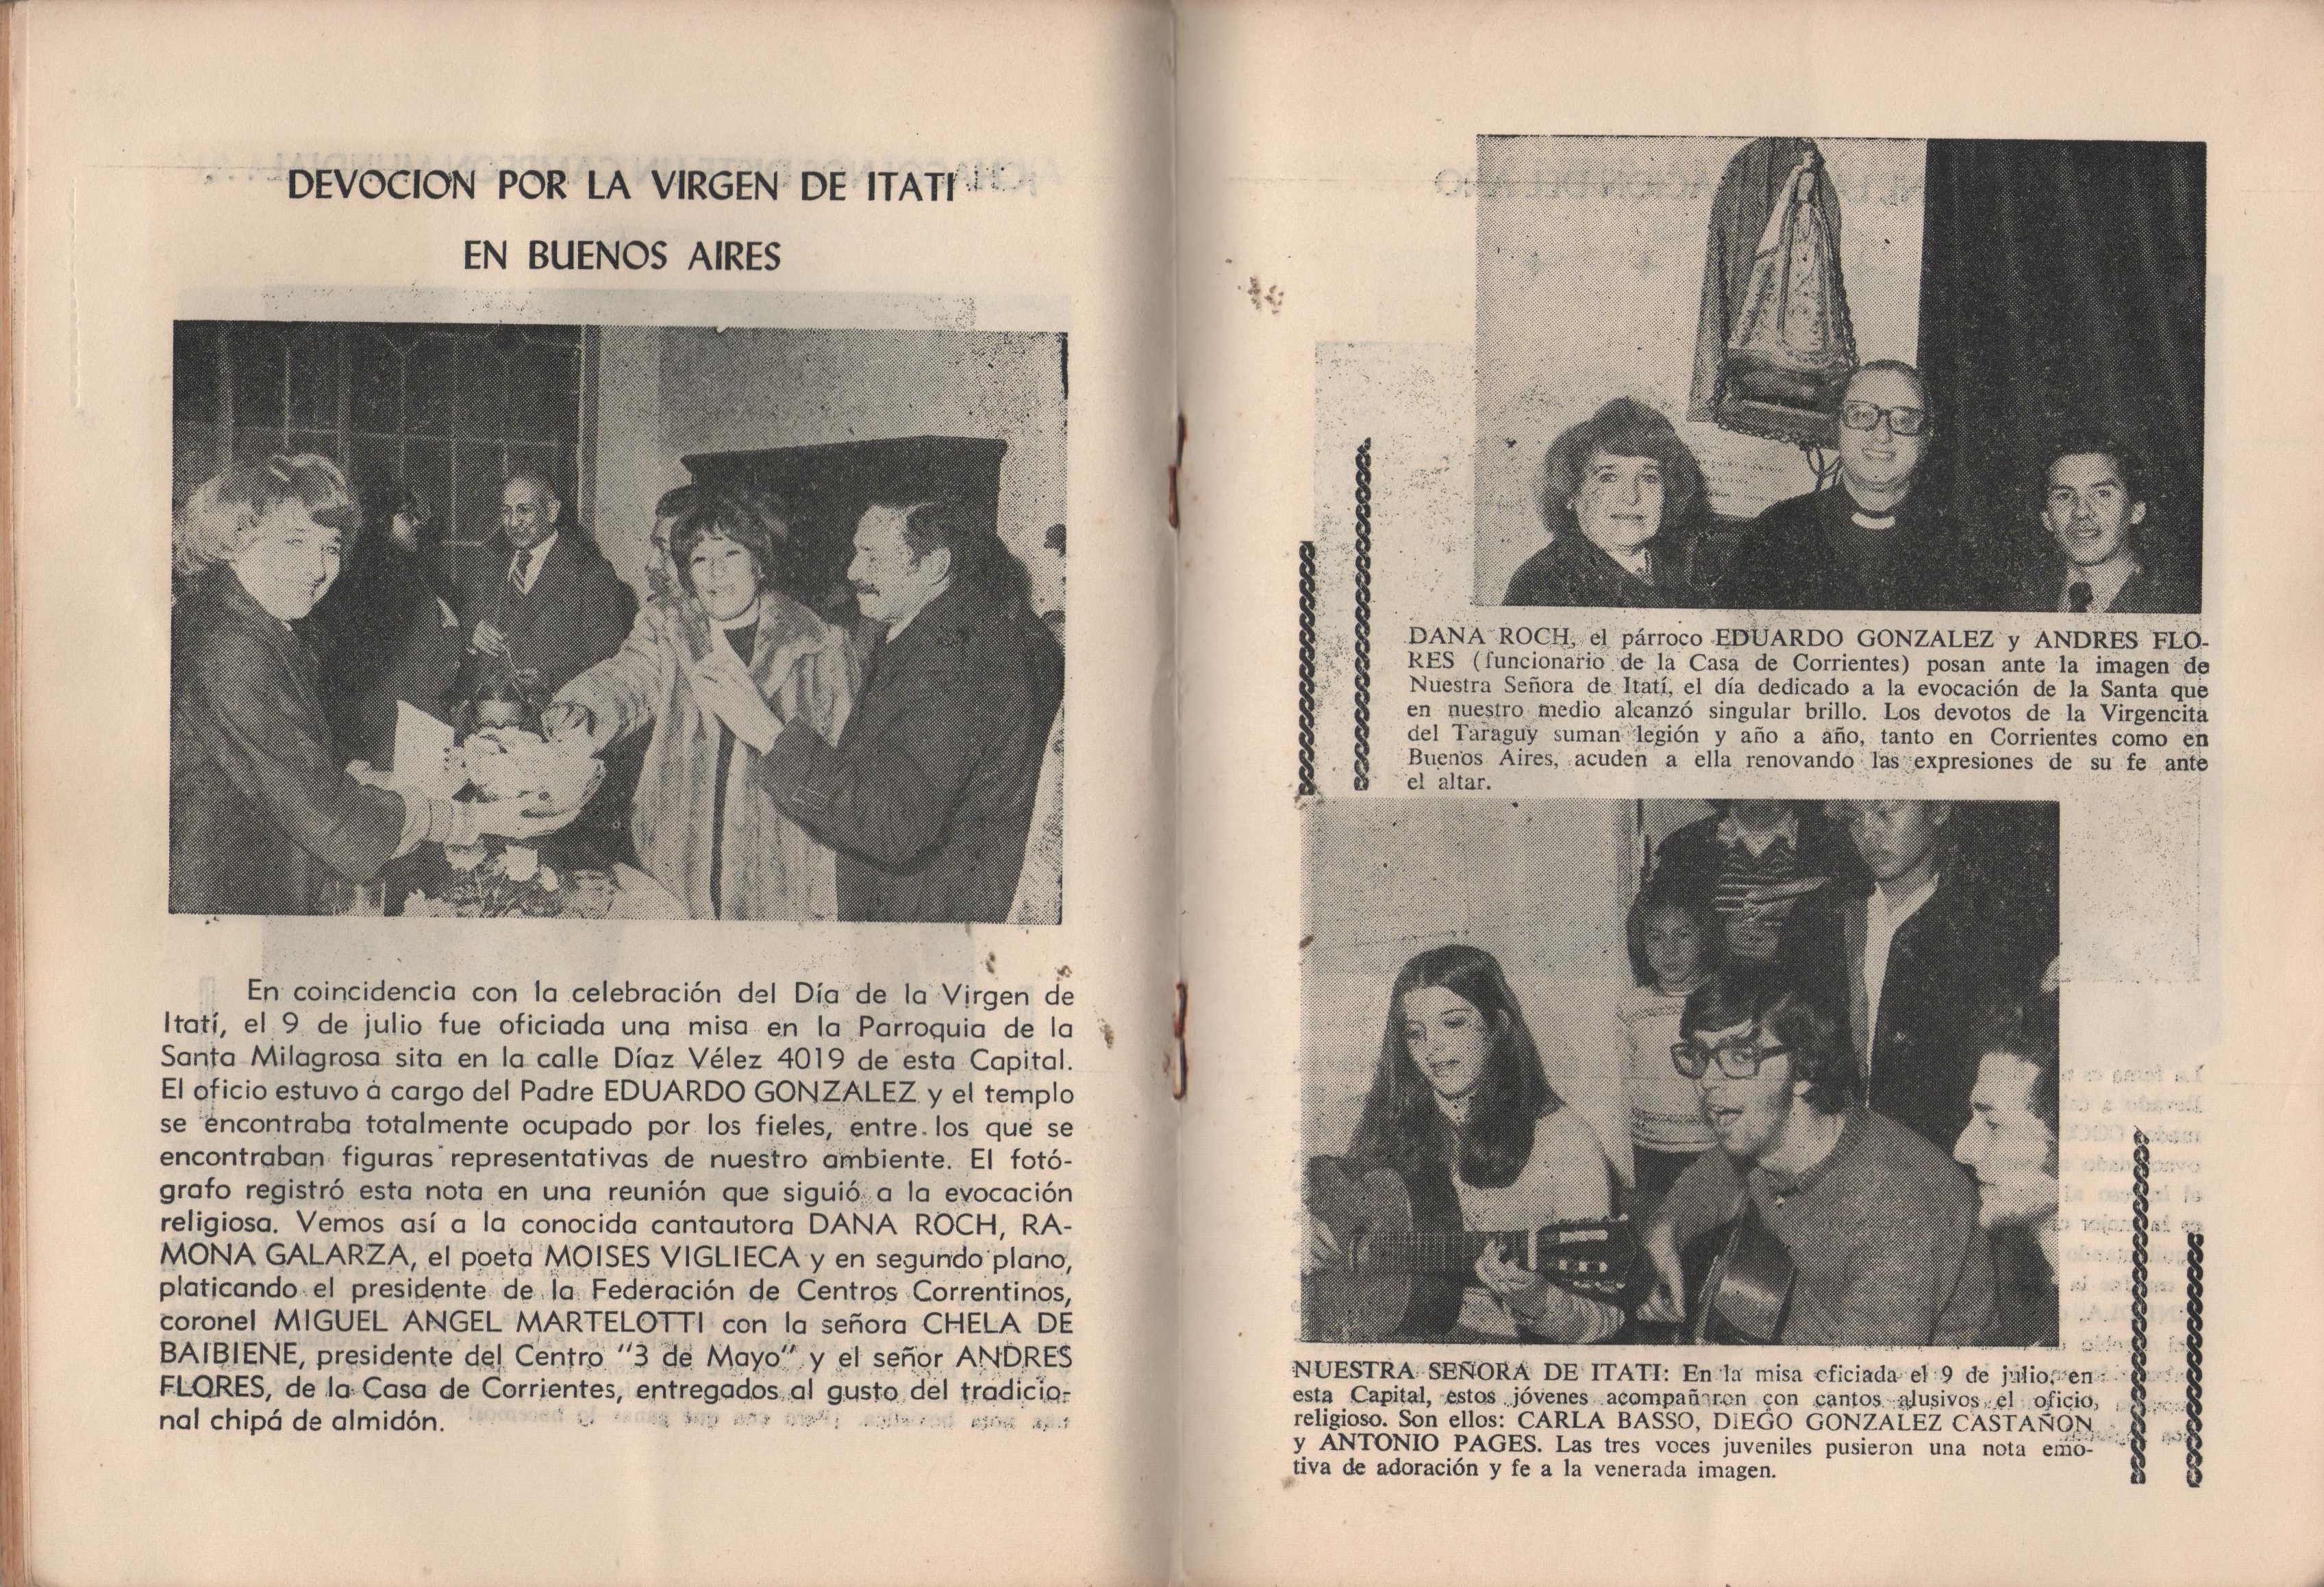 DEVOCION POR LA VIRGEN DE ITATI
EN BUENOS AIRES
En coincidencia con la celebración del Día de la Virgen de
Itatí, el 9 de julio fue oficiada una misa en la Parroquia de la
Santa Milagrosa sita en la calle Díaz Vélez 4019 de esta Capital.
El oficio estuvo a cargo del Padre EDUARDO GONZALEZ y el templo
se encontraba totalmente ocupado por los fieles, entre los que se
encontraban figuras representativas de nuestro ambiente. El fotó-
grafo registró esta nota en una reunión que siguió a la evocación
religiosa. Vemos así a la conocida cantautora DANA ROCH, RA-
MONA GALARZA, el poeta MOISES VIGLIECA y en segundo plano,
platicando el presidente de la Federación de Centros Correntinos,
coronel MIGUEL ANGEL MARTELOTTI con la señora CHELA DE
BAIBIENE, presidente del Centro "3 de Mayo" y el señor ANDRES
FLORES, de la Casa de Corrientes, entregados al gusto del tradicio-
nal chipá de almidón.
DANA ROCH, el párroco EDUARDO GONZALEZ y ANDRES FLO-
RES (funcionario de la Casa de Corrientes) posan ante la imagen de
Nuestra Señora de Itatí, el día dedicado a la evocación de la Santa que
en nuestro medio alcanzó singular brillo. Los devotos de la Virgencita
del Taraguy suman legión y año a año, tanto en Corrientes como en
Buenos Aires, acuden a ella renovando las expresiones de su fe ante
el altar.
NUESTRA SEÑORA DE ITATI: En la misa oficiada el 9 de julio, en
esta Capital, estos jóvenes acompañaron con cantos alusivos el oficio
religioso. Son ellos: CARLA BASSO, DIEGO GONZALEZ CASTAÑON
y ANTONIO PAGES. Las tres voces juveniles pusieron una nota emo-
tiva de adoración y fe a la venerada imagen.